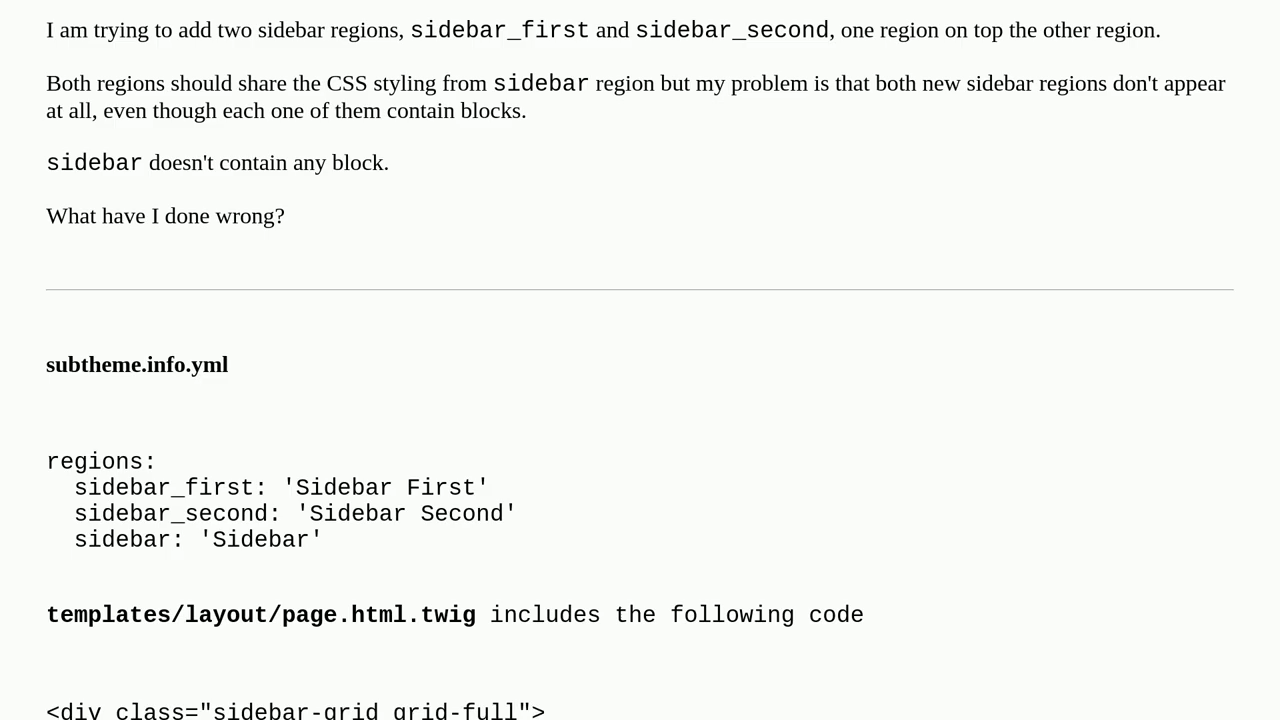 I am trying to add two sidebar regions, sidebar_first and sidebar_second, one region on top the other region.
Both regions should share the CSS styling from sidebar region but my problem is that both new sidebar regions don't appear
at all, even though each one of them contain blocks.
sidebar doesn't contain any block.
What have I done wrong?
subtheme.info.yml
regions:
  sidebar_first: 'Sidebar First'
  sidebar_second: 'Sidebar Second'
  sidebar: 'Sidebar'
templates/layout/page.html.twig includes the following code
<div class="sidebar-grid grid-full">